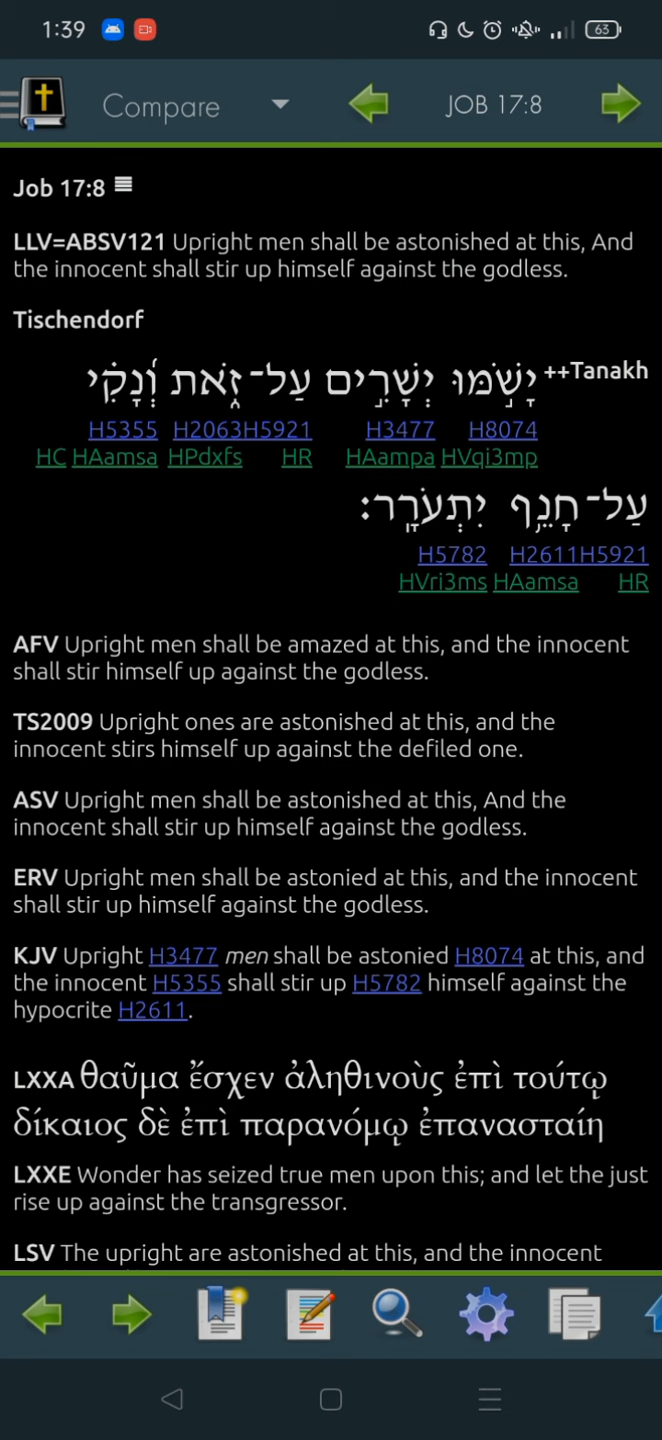 1:39
63
Compare
JOB 17:8
Job 17:8
LLV=ABSV121 Upright men shall be astonished at this, And
the innocent shall stir up himself against the godless.
Tischendorf
++Tanakh יָשֹׁ֣מּוּ יְשָׁרִ֣ים עַל־זֹ֑את וְ֝נָקִ֗י
H5355 H2063H5921 H3477 H8074
HC HAamsa HPdxfs HR HAampa HVqi3mp
עַל־חָנֵ֥ף יִתְעֹרָֽר׃
H5782 H2611H5921
HVri3ms HAamsa HR
AFV Upright men shall be amazed at this, and the innocent
shall stir himself up against the godless.
TS2009 Upright ones are astonished at this, and the
innocent stirs himself up against the defiled one.
ASV Upright men shall be astonished at this, And the
innocent shall stir up himself against the godless.
ERV Upright men shall be astonied at this, and the innocent
shall stir up himself against the godless.
KJV Upright H3477 men shall be astonied H8074 at this, and
the innocent H5355 shall stir up H5782 himself against the
hypocrite H2611.
LXXA θαῦμα ἔσχεν ἀληθινοὺς ἐπὶ τούτῳ
δίκαιος δὲ ἐπὶ παρανόμῳ ἐπανασταίη
LXXE Wonder has seized true men upon this; and let the just
rise up against the transgressor.
LSV The upright are astonished at this, and the innocent